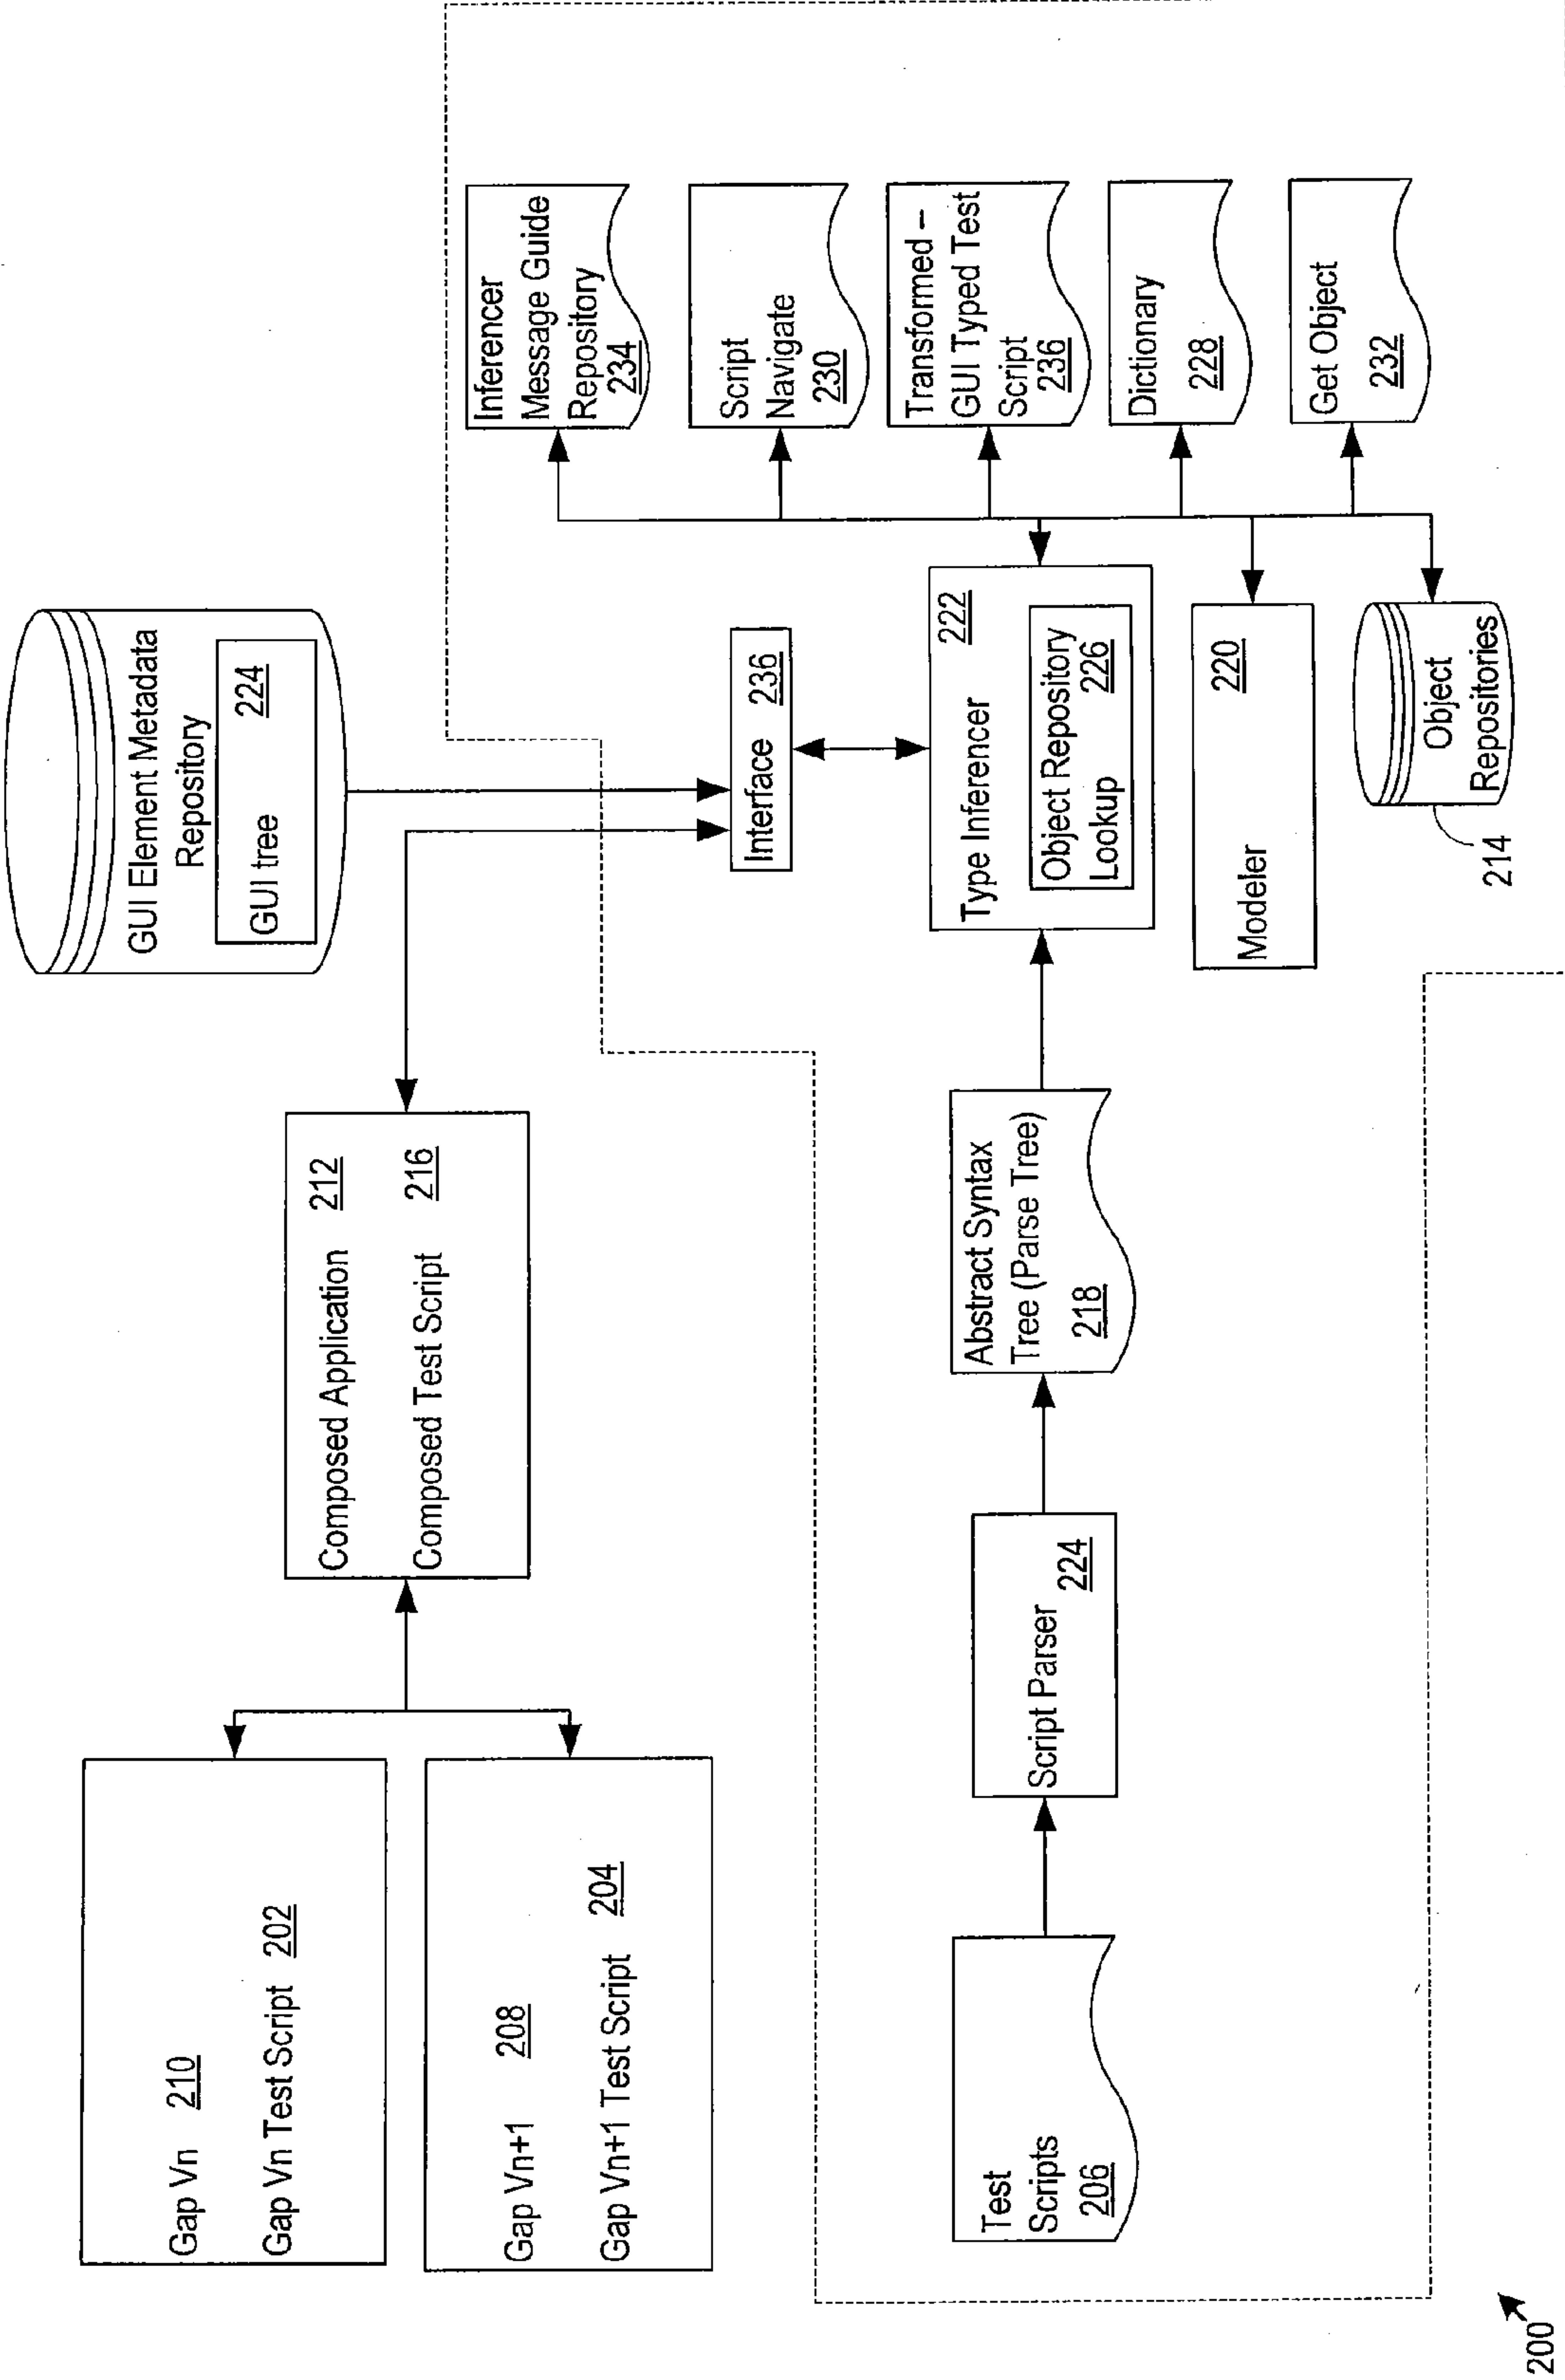 Gap Vn 210
Gap Vn Test Script 202
Gap Vn+1 208
Gap Vn+1 Test Script 204
Composed Application 212
Composed Test Script 216
GUI Element Metadata
Repository
GUI tree 224
Interface 236
Test
Scripts
206
Script Parser
224
Abstract Syntax
Tree (Parse Tree)
218
Type Inferencer 222
Object Repository
Lookup 226
Modeler 220
Object
Repositories
214
Inferencer
Message Guide
Repository
234
Script
Navigate
230
Transformed –
GUI Typed Test
Script
236
Dictionary
228
Get Object
232
200